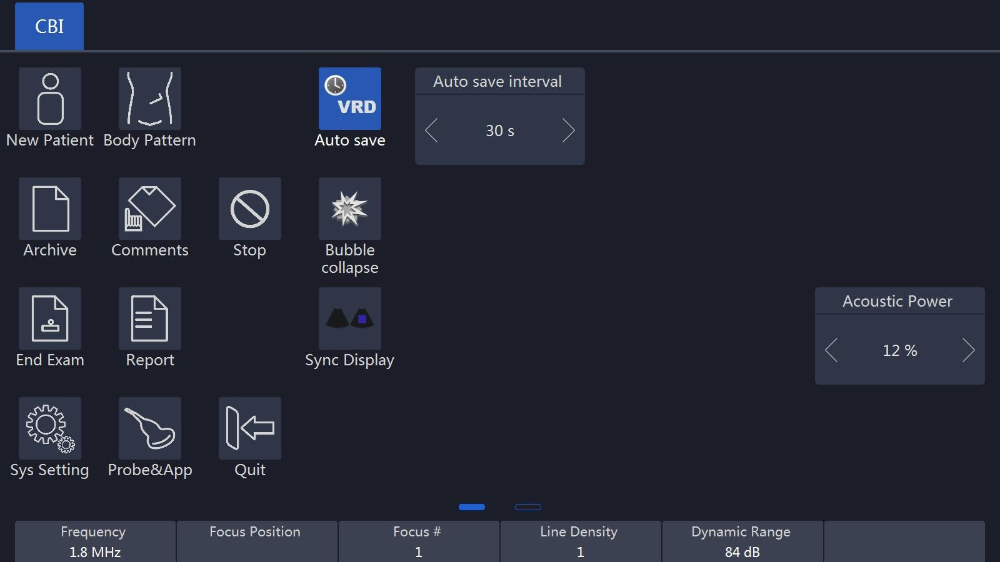 CBI
New Patient
Body Pattern
VRD
Auto save
Auto save interval
30 s
Archive
Comments
Stop
Bubble
collapse
End Exam
Report
Sync Display
Acoustic Power
12 %
Sys Setting
Probe&App
Quit
Frequency
1.8 MHz
Focus Position
Focus #
1
Line Density
1
Dynamic Range
84 dB